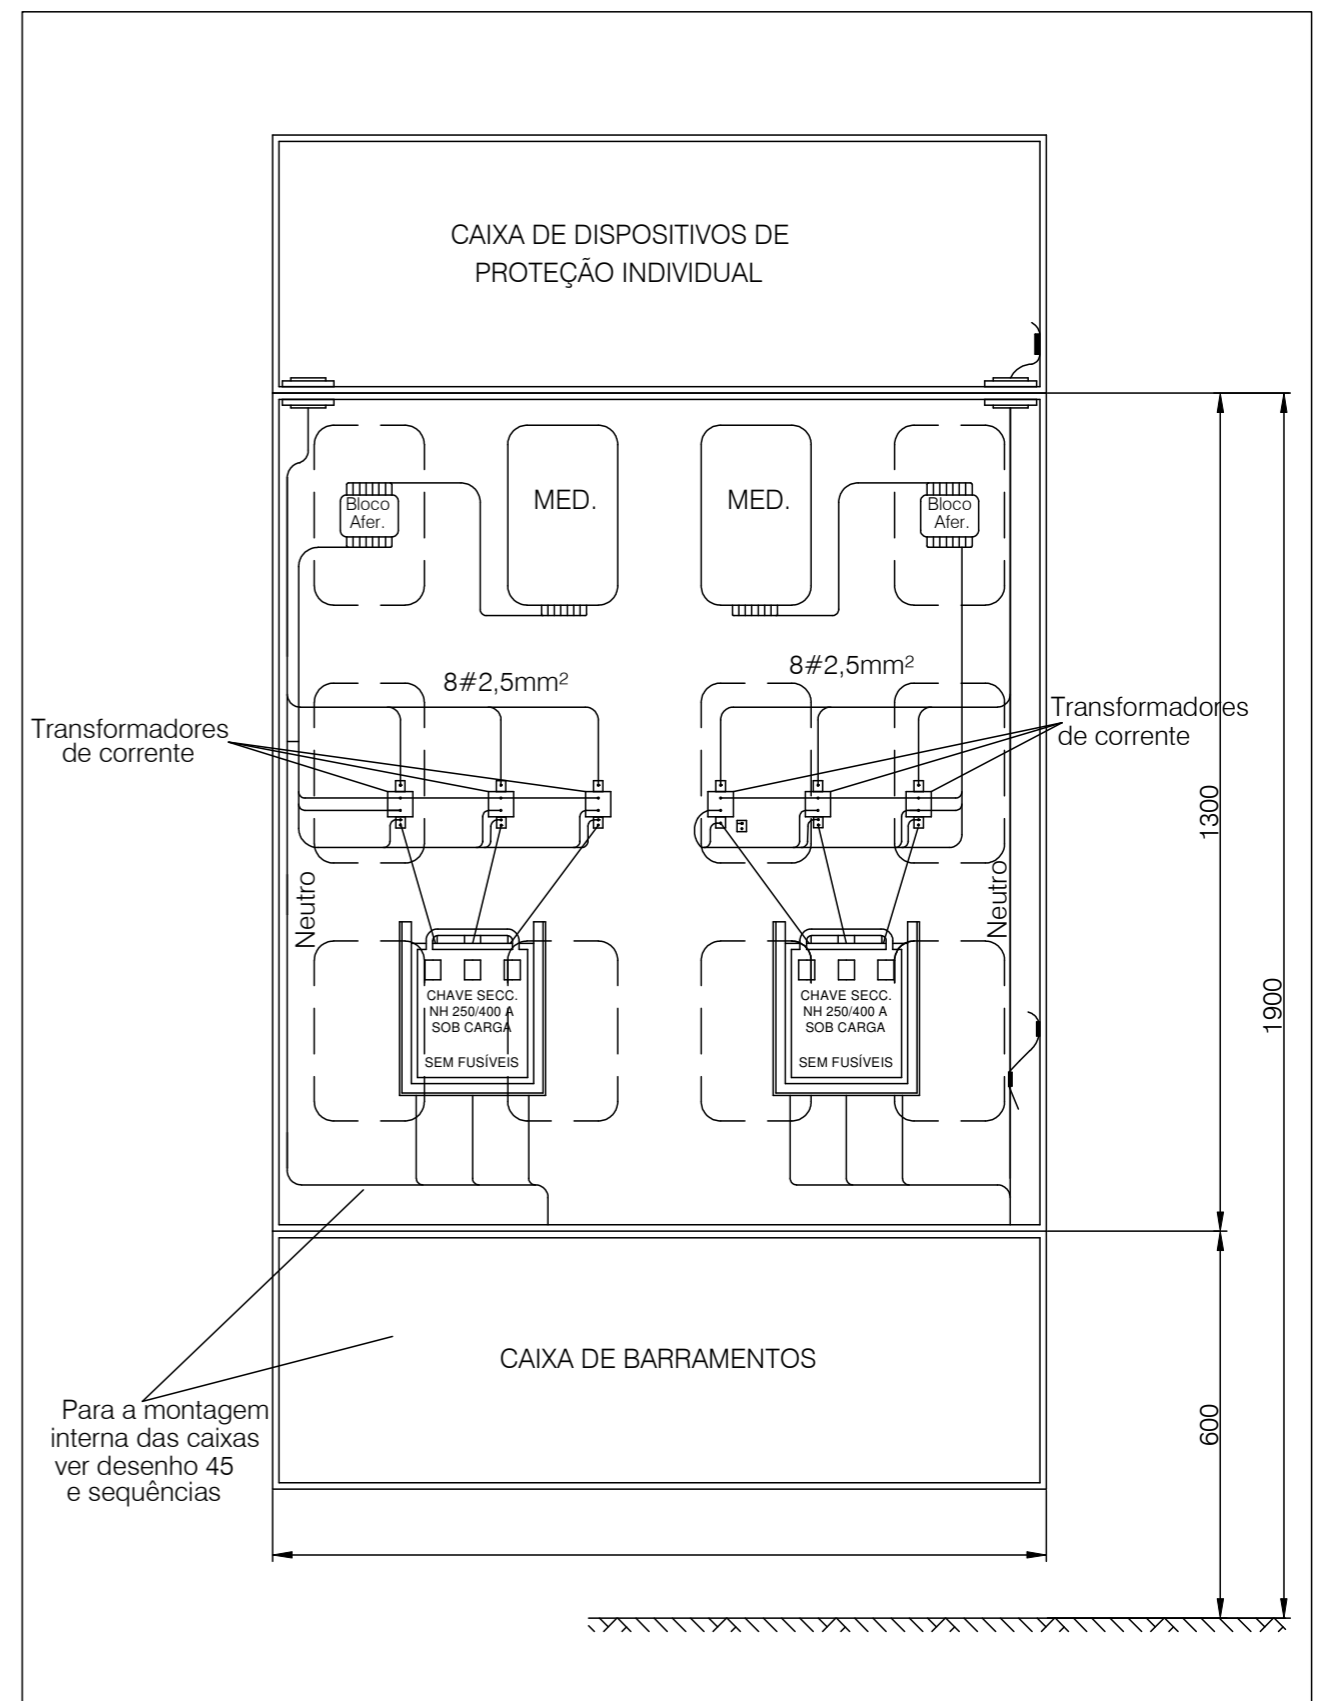 CAIXA DE DISPOSITIVOS DE
PROTEÇÃO INDIVIDUAL
Bloco
Afer.
MED.
MED.
Bloco
Afer.
8#2,5mm²
8#2,5mm²
Transformadores
de corrente
Transformadores
de corrente
1300
Neutro
Neutro
1900
CHAVE SECC.
NH 250/400 A
SOB CARGA
SEM FUSÍVEIS
CHAVE SECC.
NH 250/400 A
SOB CARGA
SEM FUSÍVEIS
CAIXA DE BARRAMENTOS
Para a montagem
interna das caixas
ver desenho 45
e sequências
600